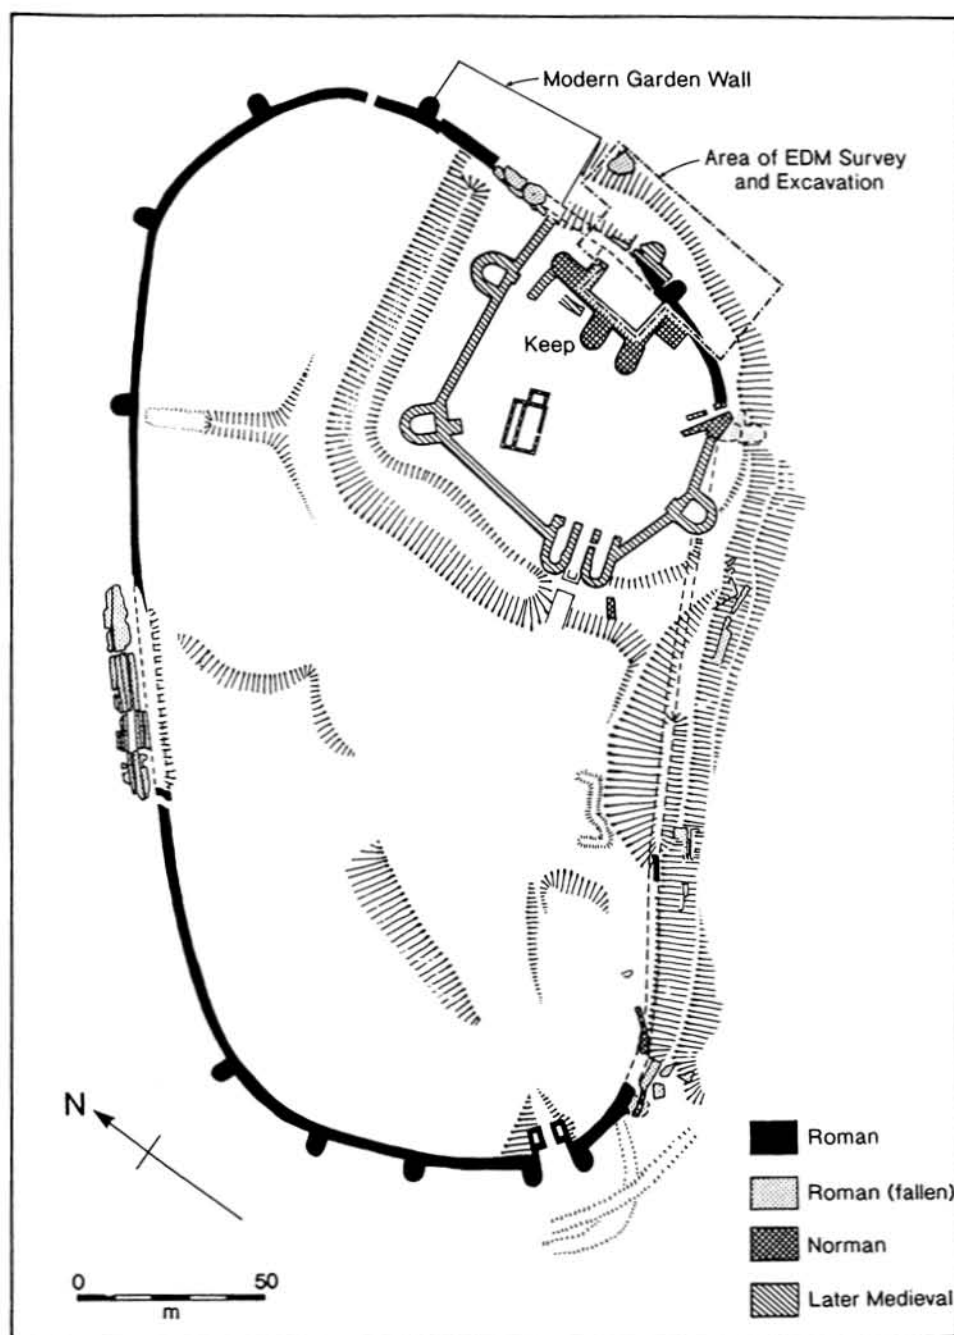 Modern Garden Wall
Area of EDM Survey
and Excavation
Keep
N
0 50
m
Roman
Roman (fallen)
Norman
Later Medieval